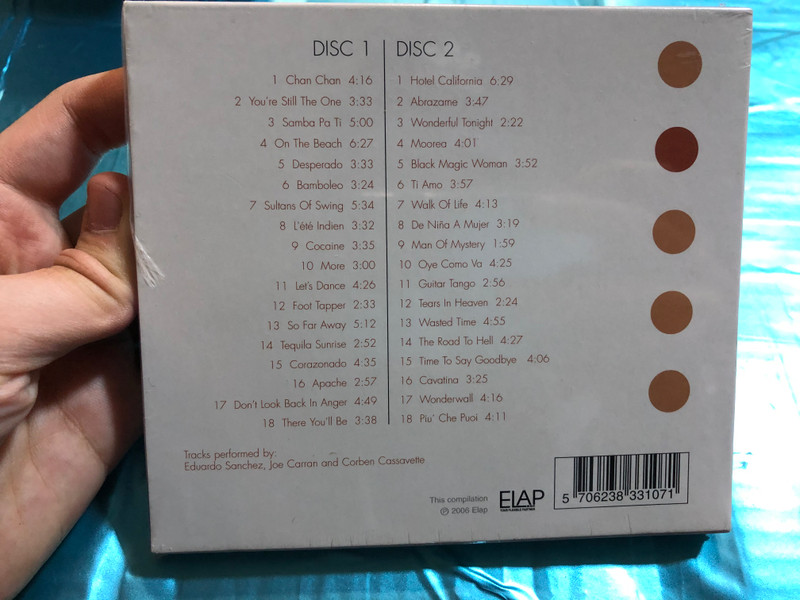 DISC 1
1 Chan Chan 4:16
2 You're Still The One 3:33
3 Samba Pa Ti 5:00
4 On The Beach 6:27
5 Desperado 3:33
6 Bamboleo 3:24
7 Sultans Of Swing 5:34
8 L'été Indien 3:32
9 Cocaine 3:35
10 More 3:00
11 Let's Dance 4:26
12 Foot Tapper 2:33
13 So Far Away 5:12
14 Tequila Sunrise 2:52
15 Corazonado 4:35
16 Apache 2:57
17 Don't Look Back In Anger 4:49
18 There You'll Be 3:38
DISC 2
1 Hotel California 6:29
2 Abrazame 3:47
3 Wonderful Tonight 2:22
4 Moorea 4:01
5 Black Magic Woman 3:52
6 Ti Amo 3:57
7 Walk Of Life 4:13
8 De Niña A Mujer 3:19
9 Man Of Mystery 1:59
10 Oye Como Va 4:25
11 Guitar Tango 2:56
12 Tears In Heaven 2:24
13 Wasted Time 4:55
14 The Road To Hell 4:27
15 Time To Say Goodbye 4:06
16 Cavatina 3:25
17 Wonderwall 4:16
18 Piu' Che Puoi 4:11
Tracks performed by:
Eduardo Sanchez, Joe Carran and Corben Cassavette
This compilation
℗ 2006 Elap
ELAP
5 706238 331071